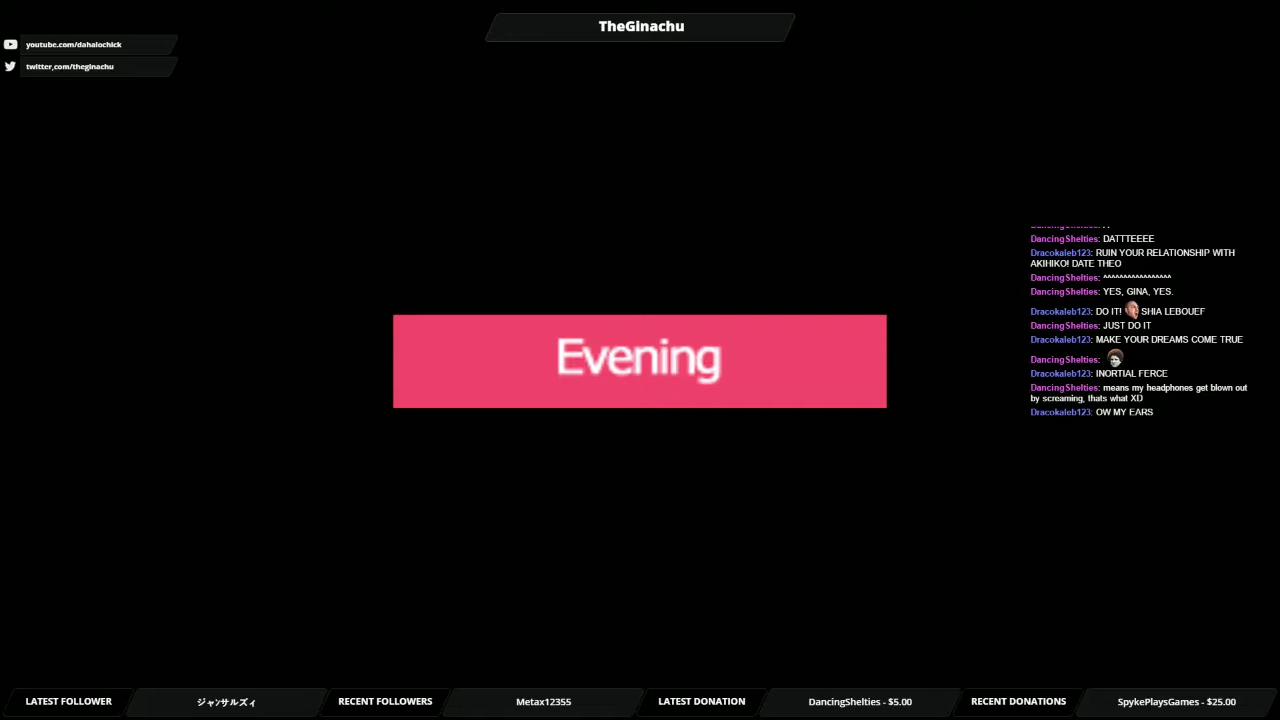 TheGinachu
youtube.com/dahalochick
twitter.com/theginachu
DancingShelties: DATTTEEEE
Dracokaleb123: RUIN YOUR RELATIONSHIP WITH
AKIHIKO! DATE THEO
DancingShelties: ^^^^^^^^^^^^^^^^^
DancingShelties: YES, GINA, YES.
Dracokaleb123: DO IT! SHIA LEBOUEF
DancingShelties: JUST DO IT
Dracokaleb123: MAKE YOUR DREAMS COME TRUE
DancingShelties:
Dracokaleb123: INORTIAL FERCE
DancingShelties: means my headphones get blown out
by screaming, thats what XD
Dracokaleb123: OW MY EARS
Evening
LATEST FOLLOWER ジャンサルズィ RECENT FOLLOWERS Metax12355 LATEST DONATION DancingShelties - $5.00 RECENT DONATIONS SpykePlaysGames - $25.00